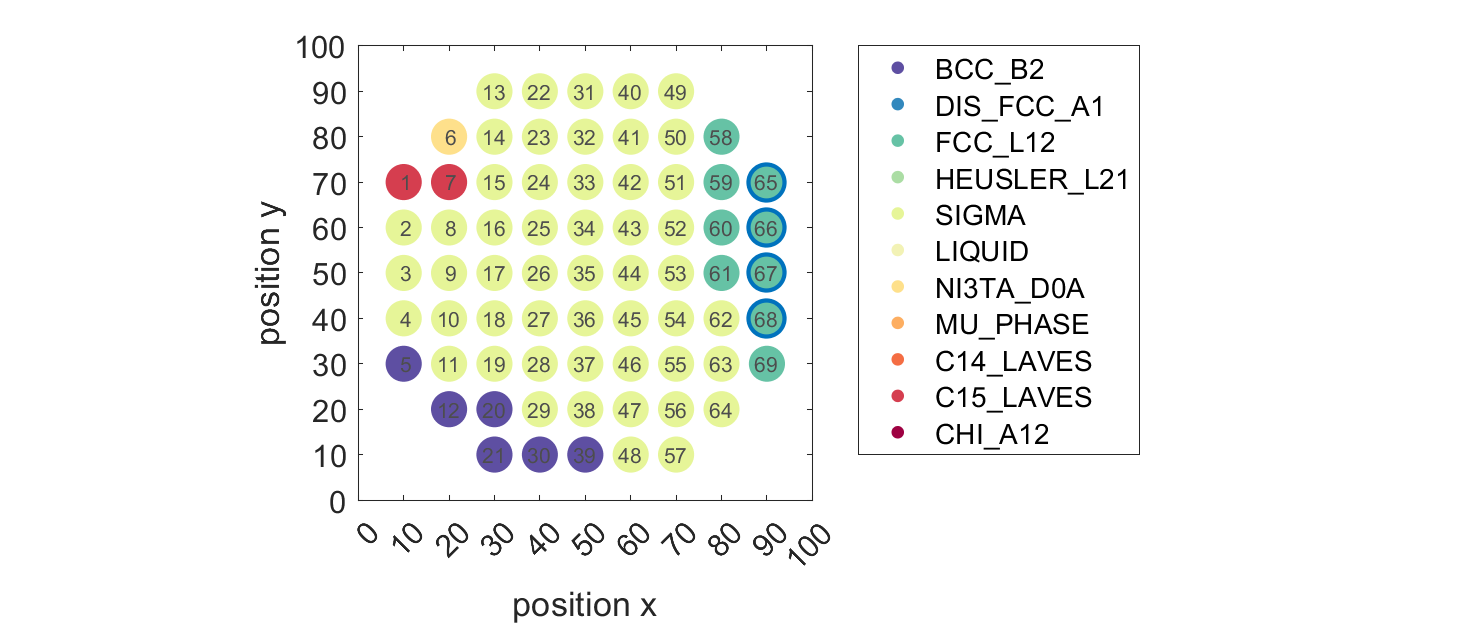 100
90 13 22 31 40 49
80 6 14 23 32 41 50 58
70 1 7 15 24 33 42 51 59 65
60 2 8 16 25 34 43 52 60 66
50 3 9 17 26 35 44 53 61 67
40 4 10 18 27 36 45 54 62 68
30 5 11 19 28 37 46 55 63 69
20 12 20 29 38 47 56 64
10 21 30 39 48 57
0
0 10 20 30 40 50 60 70 80 90 100
position x
position y
BCC_B2
DIS_FCC_A1
FCC_L12
HEUSLER_L21
SIGMA
LIQUID
NI3TA_D0A
MU_PHASE
C14_LAVES
C15_LAVES
CHI_A12